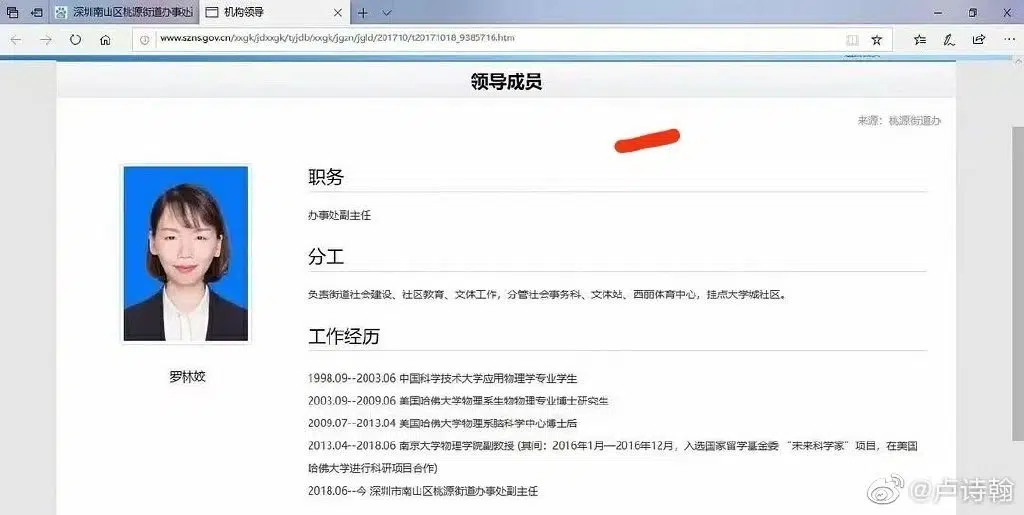 深圳南山区桃源街道办事处
机构领导
www.szns.gov.cn/xxgk/jdxxgk/tyjdb/xxgk/jgzn/jgld/201710/t20171018_9385716.htm
领导成员
来源：桃源街道办
职务
办事处副主任
分工
负责街道社会建设、社区教育、文体工作，分管社会事务科、文体站、西丽体育中心，挂点大学城社区。
工作经历
罗林姣
1998.09--2003.06 中国科学技术大学应用物理学专业学生
2003.09--2009.06 美国哈佛大学物理系生物物理专业博士研究生
2009.07--2013.04 美国哈佛大学物理系脑科学中心博士后
2013.04--2018.06 南京大学物理学院副教授 (其间：2016年1月—2016年12月，入选国家留学基金委 “未来科学家” 项目，在美国
哈佛大学进行科研项目合作)
2018.06--今 深圳市南山区桃源街道办事处副主任
@卢诗翰